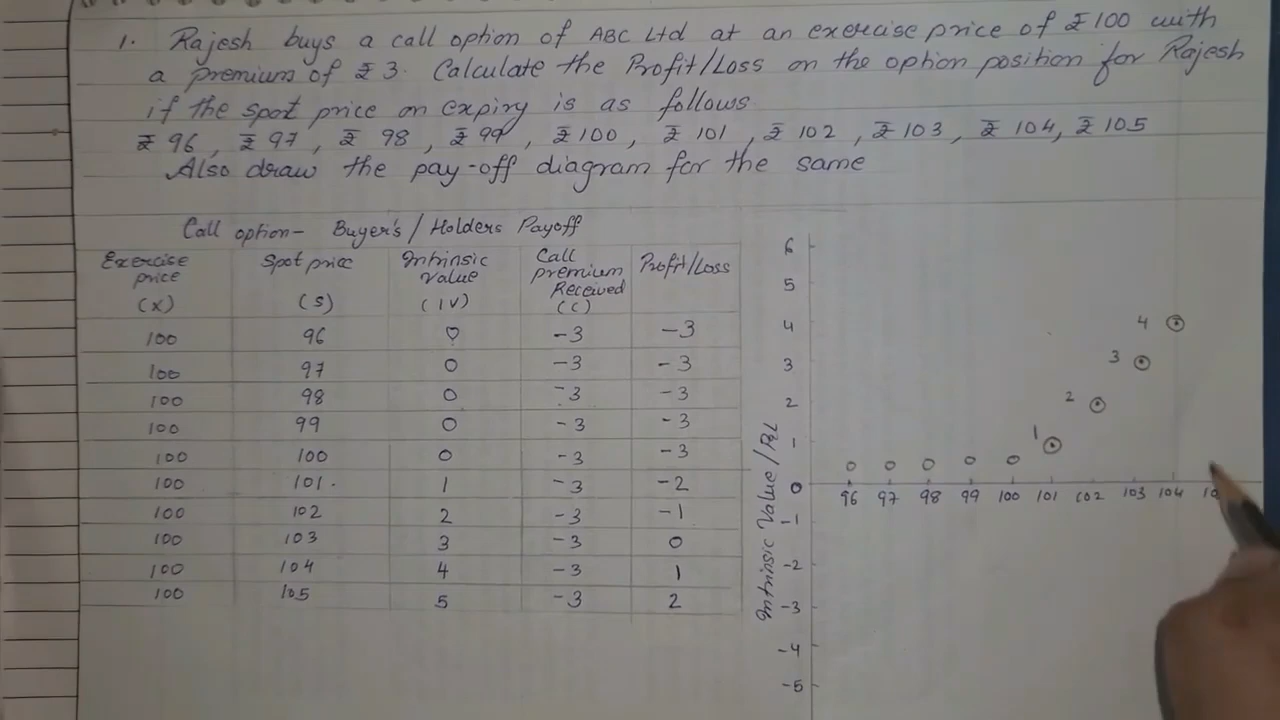 1. Rajesh buys a call option of ABC Ltd at an exercise price of ₹100 with
a premium of ₹3. Calculate the Profit/Loss on the option position for Rajesh
if the spot price on expiry is as follows
₹96, ₹97, ₹98, ₹99, ₹100, ₹101, ₹102, ₹103, ₹104, ₹105
Also draw the pay-off diagram for the same
Call option- Buyer's/Holders Payoff
Exercise price (X) Spot price (S) Intrinsic Value (IV) Call premium Received (C) Profit/Loss
100 96 0 -3 -3
100 97 0 -3 -3
100 98 0 -3 -3
100 99 0 -3 -3
100 100 0 -3 -3
100 101. 1 -3 -2
100 102 2 -3 -1
100 103 3 -3 0
100 104 4 -3 1
100 105 5 -3 2
Intrinsic Value/P/L
6
5
4
3
2
1
0
-1
-2
-3
-4
-5
4
3
2
1
0 0 0 0 0
96 97 98 99 100 101 102 103 104